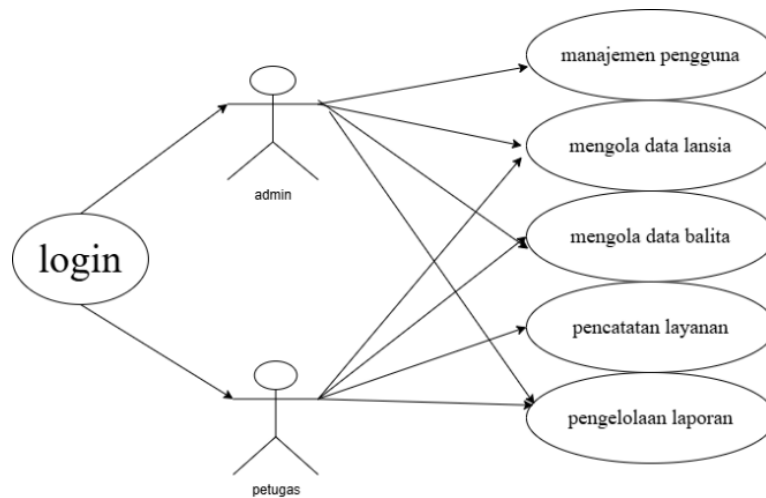 manajemen pengguna
mengola data lansia
admin
mengola data balita
login
pencatatan layanan
pengelolaan laporan
petugas